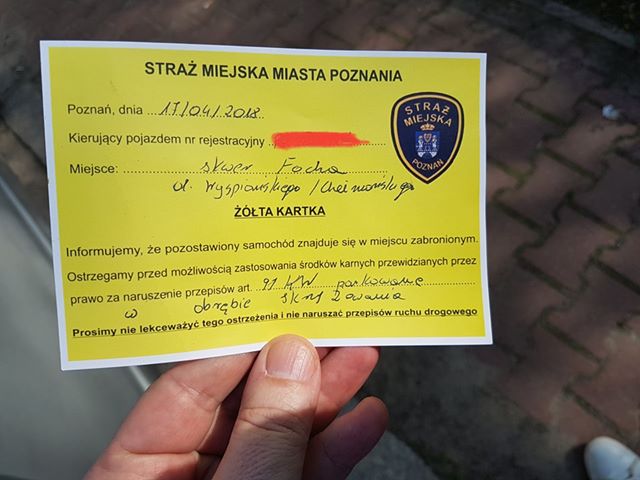 STRAŻ MIEJSKA MIASTA POZNANIA
Poznań, dnia 17/04/2018
Kierujący pojazdem nr rejestracyjny
STRAŻ
MIEJSKA
POZNAŃ
Miejsce: skwer Focha
ul. Wyspiańskiego / Chełmońskiego
ŻÓŁTA KARTKA
Informujemy, że pozostawiony samochód znajduje się w miejscu zabronionym.
Ostrzegamy przed możliwością zastosowania środków karnych przewidzianych przez
prawo za naruszenie przepisów art. 97 KW parkowanie
w obrębie skrzyżowania
Prosimy nie lekceważyć tego ostrzeżenia i nie naruszać przepisów ruchu drogowego